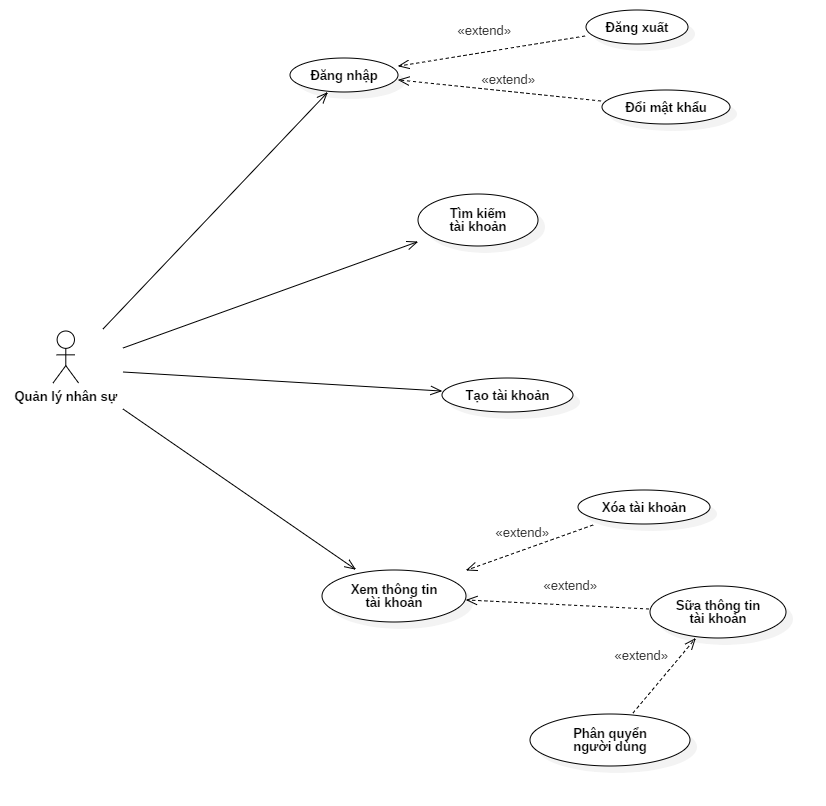 «extend»
Đăng xuất
Đăng nhập
«extend»
Đổi mật khẩu
Tìm kiếm
tài khoản
Quản lý nhân sự
Tạo tài khoản
Xóa tài khoản
«extend»
Xem thông tin
tài khoản
«extend»
Sữa thông tin
tài khoản
«extend»
Phân quyền
người dùng